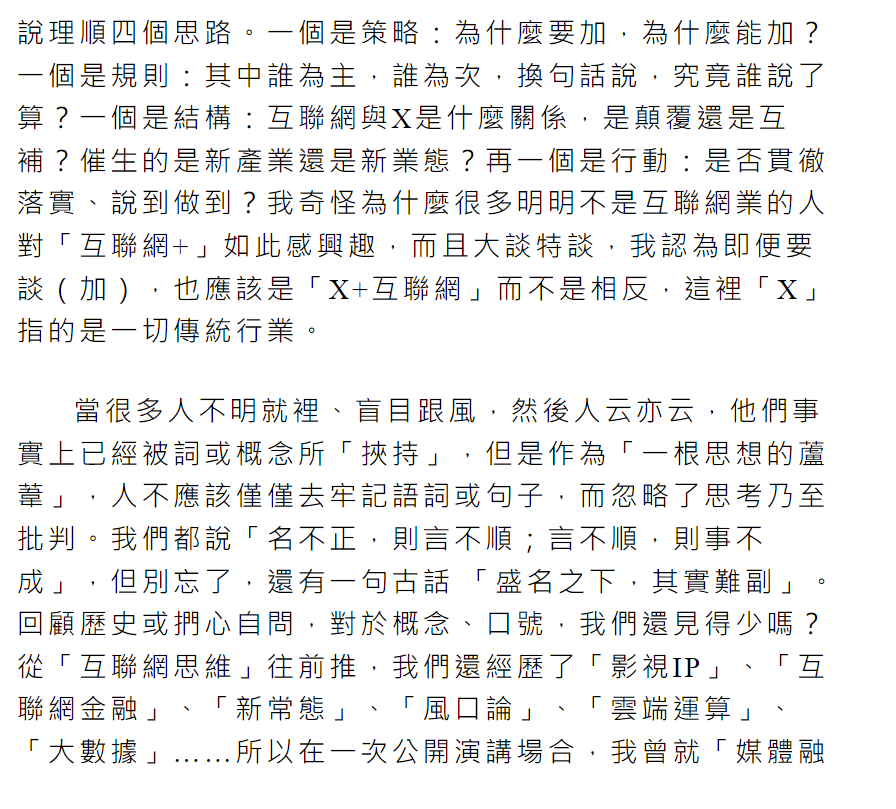 說理順四個思路。一個是策略：為什麼要加，為什麼能加？
一個是規則：其中誰為主，誰為次，換句話說，究竟誰說了
算？一個是結構：互聯網與X是什麼關係，是顛覆還是互
補？催生的是新產業還是新業態？再一個是行動：是否貫徹
落實、說到做到？我奇怪為什麼很多明明不是互聯網業的人
對「互聯網+」如此感興趣，而且大談特談，我認為即便要
談（加），也應該是「X+互聯網」而不是相反，這裡「X」
指的是一切傳統行業。
當很多人不明就裡、盲目跟風，然後人云亦云，他們事
實上已經被詞或概念所「挾持」，但是作為「一根思想的蘆
葦」，人不應該僅僅去牢記語詞或句子，而忽略了思考乃至
批判。我們都說「名不正，則言不順；言不順，則事不
成」，但別忘了，還有一句古話「盛名之下，其實難副」。
回顧歷史或捫心自問，對於概念、口號，我們還見得少嗎？
從「互聯網思維」往前推，我們還經歷了「影視IP」、「互
聯網金融」、「新常態」、「風口論」、「雲端運算」、
「大數據」……所以在一次公開演講場合，我曾就「媒體融